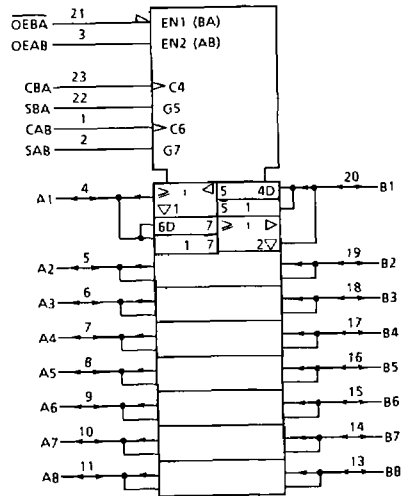 OEBA 21 EN1 (BA)
OEAB 3 EN2 (AB)
CBA 23 C4
SBA 22 G5
CAB 1 C6
SAB 2 G7
A1 4 ≥ 1 ▽1 5 4D 20 B1
5 1
6D 7 ≥ 1
1 7 2▽
A2 5 19 B2
A3 6 18 B3
A4 7 17 B4
A5 8 16 B5
A6 9 15 B6
A7 10 14 B7
A8 11 13 B8